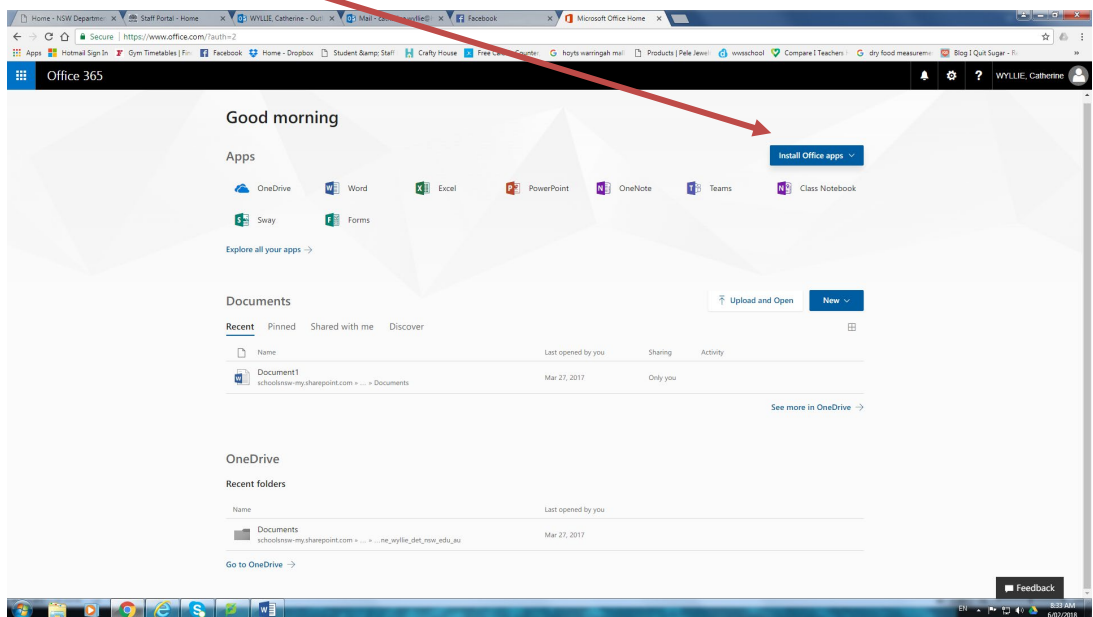 Home - NSW Departme Staff Portal - Home WYLLIE, Catherine - Out Mail - Facebook Microsoft Office Home
Secure https://www.office.com/?auth=2
Apps Hotmail Sign In Gym Timetables | Fir Facebook Home - Dropbox Student &amp; Staff Crafty House Free hoyts warringah mal Products | Pele Jewel wwsschool Compare I Teachers dry food measureme Blog I Quit Sugar - R »
Office 365 ? WYLLIE, Catherine
Good morning
Apps Install Office apps
OneDrive Word Excel PowerPoint OneNote Teams Class Notebook
Sway Forms
Explore all your apps →
Documents Upload and Open New
Recent Pinned Shared with me Discover
Name Last opened by you Sharing Activity
Document1
schoolsnsw-my.sharepoint.com » ... » Documents Mar 27, 2017 Only you
See more in OneDrive →
OneDrive
Recent folders
Name Last opened by you
Documents
schoolsnsw-my.sharepoint.com » ... » ...ne_wyllie_det_nsw_edu_au Mar 27, 2017
Go to OneDrive →
Feedback
EN 8:33 AM
6/02/2018